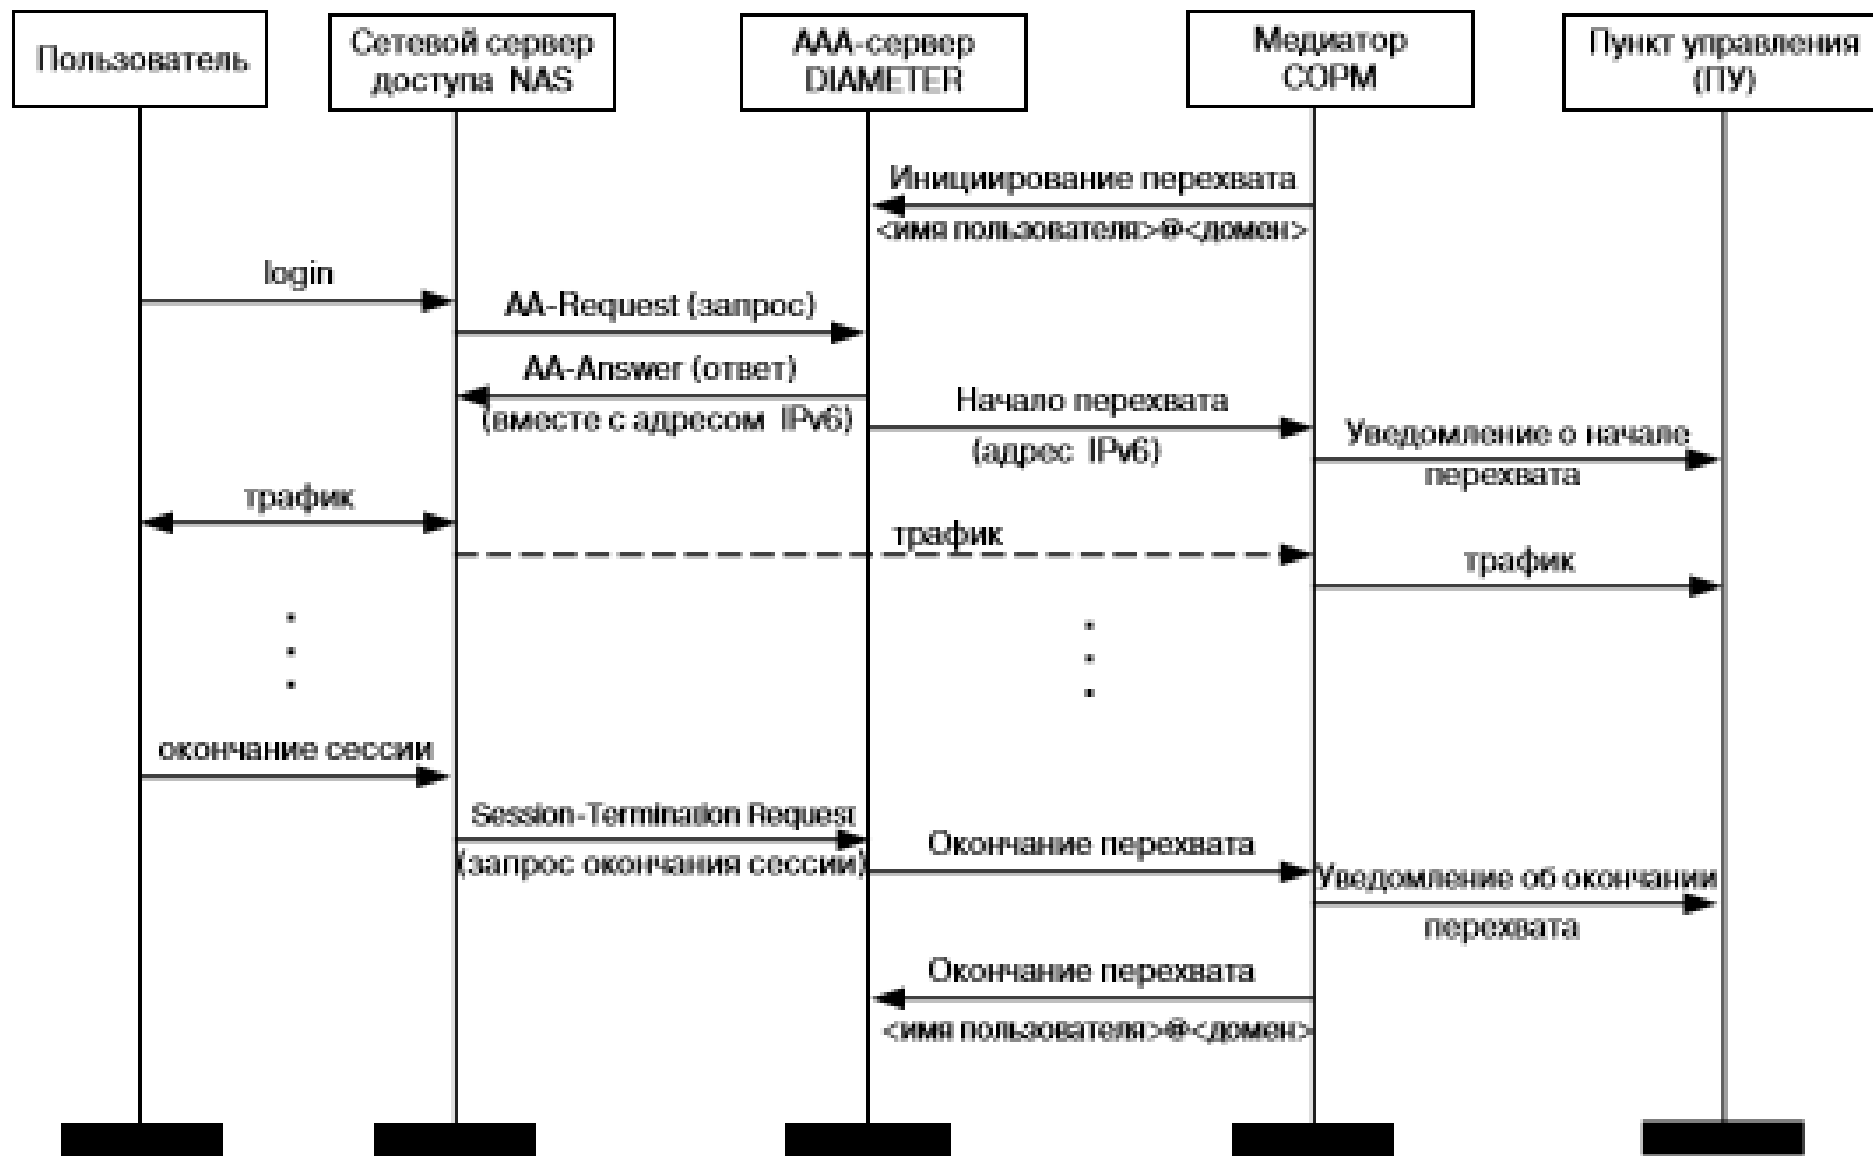 Пользователь
Сетевой сервер
доступа NAS
ААА-сервер
DIAMETER
Медиатор
СОРМ
Пункт управления
(ПУ)
Инициирование перехвата
<имя пользователя>@<домен>
login
AA-Request (запрос)
AA-Answer (ответ)
(вместе с адресом IPv6)
Начало перехвата
(адрес IPv6)
Уведомление о начале
перехвата
трафик
трафик
трафик
окончание сессии
Session-Termination Request
(запрос окончания сессии)
Окончание перехвата
Уведомление об окончании
перехвата
Окончание перехвата
<имя пользователя>@<домен>